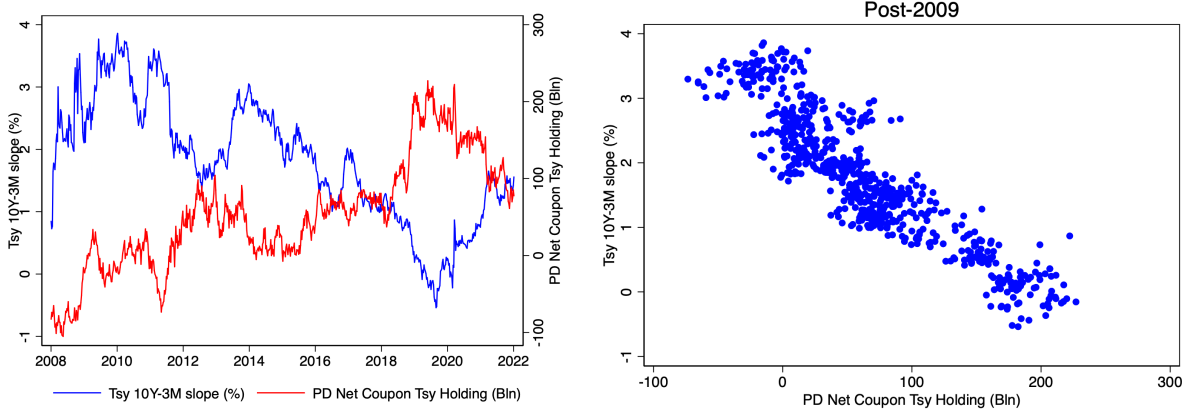 Post-2009
Tsy 10Y-3M slope (%)
4
3
2
1
0
-1
300
200
100
0
-100
PD Net Coupon Tsy Holding (Bln)
2008 2010 2012 2014 2016 2018 2020 2022
Tsy 10Y-3M slope (%) PD Net Coupon Tsy Holding (Bln)
Tsy 10Y-3M slope (%)
4
3
2
1
0
-1
-100 0 100 200 300
PD Net Coupon Tsy Holding (Bln)